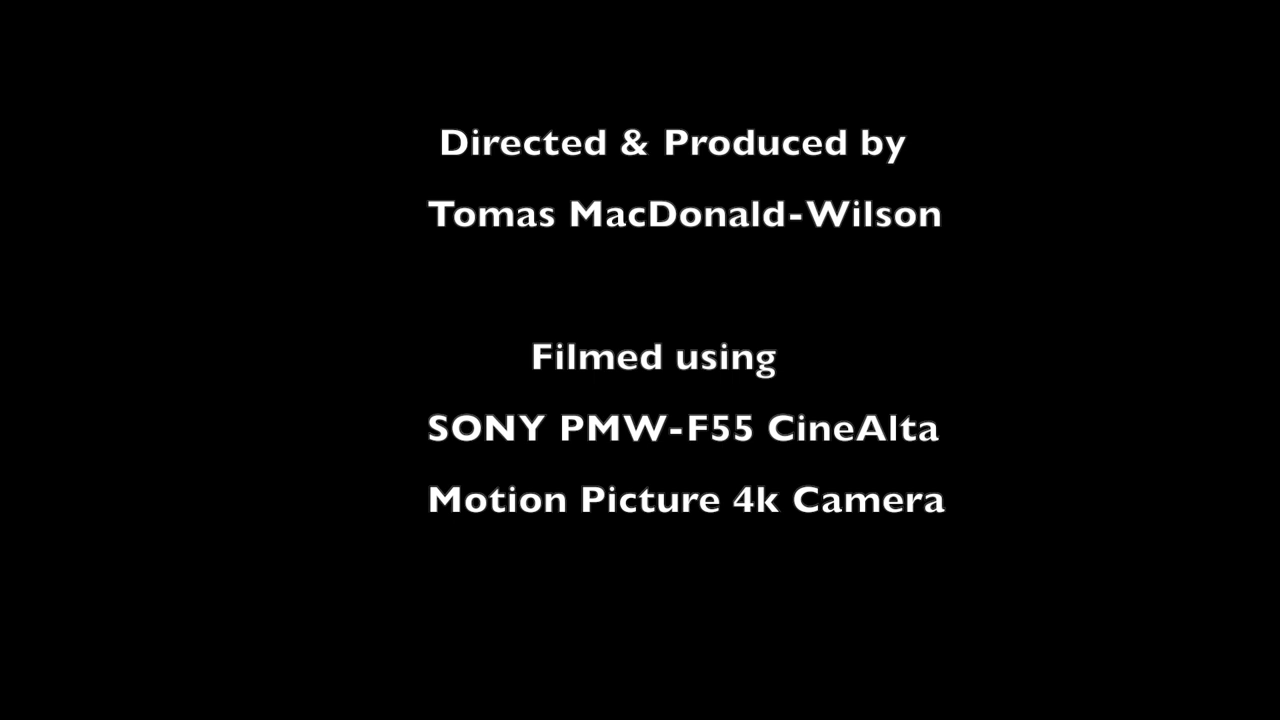 Directed & Produced by
Tomas MacDonald-Wilson
Filmed using
SONY PMW-F55 CineAlta
Motion Picture 4k Camera